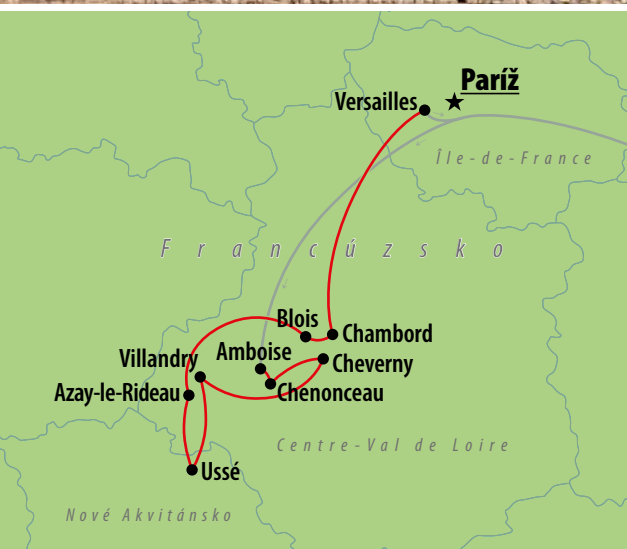 Paríž
Versailles
Île-de-France
Francúzsko
Blois
Chambord
Amboise
Cheverny
Villandry
Chenonceau
Azay-le-Rideau
Centre-Val de Loire
Ussé
Nové Akvitánsko